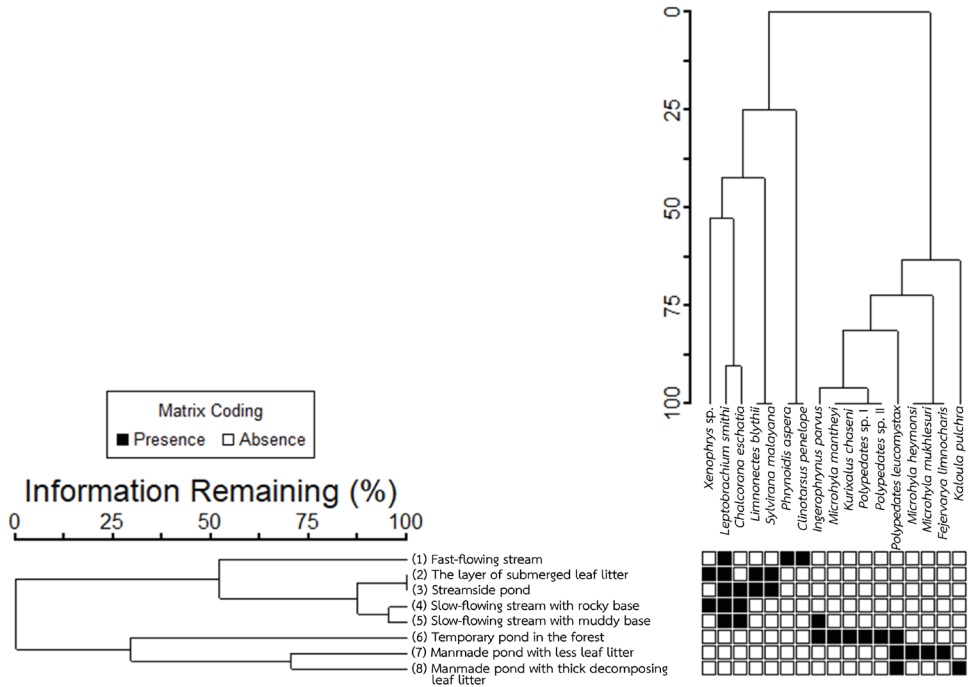 0
25
50
75
100
Xenophrys sp.
Leptobrachium smithi
Chalcorana eschatia
Limnonectes blythii
Sylvirana malayana
Phrynoidis aspera
Clinotarsus penelope
Ingerophrynus parvus
Microhyla mantheyi
Kurixalus chaseni
Polypedates sp. I
Polypedates sp. II
Polypedates leucomystax
Microhyla heymonsi
Microhyla mukhlesuri
Fejervarya limnocharis
Kaloula pulchra
Matrix Coding
Presence Absence
Information Remaining (%)
0 25 50 75 100
(1) Fast-flowing stream
(2) The layer of submerged leaf litter
(3) Streamside pond
(4) Slow-flowing stream with rocky base
(5) Slow-flowing stream with muddy base
(6) Temporary pond in the forest
(7) Manmade pond with less leaf litter
(8) Manmade pond with thick decomposing
leaf litter